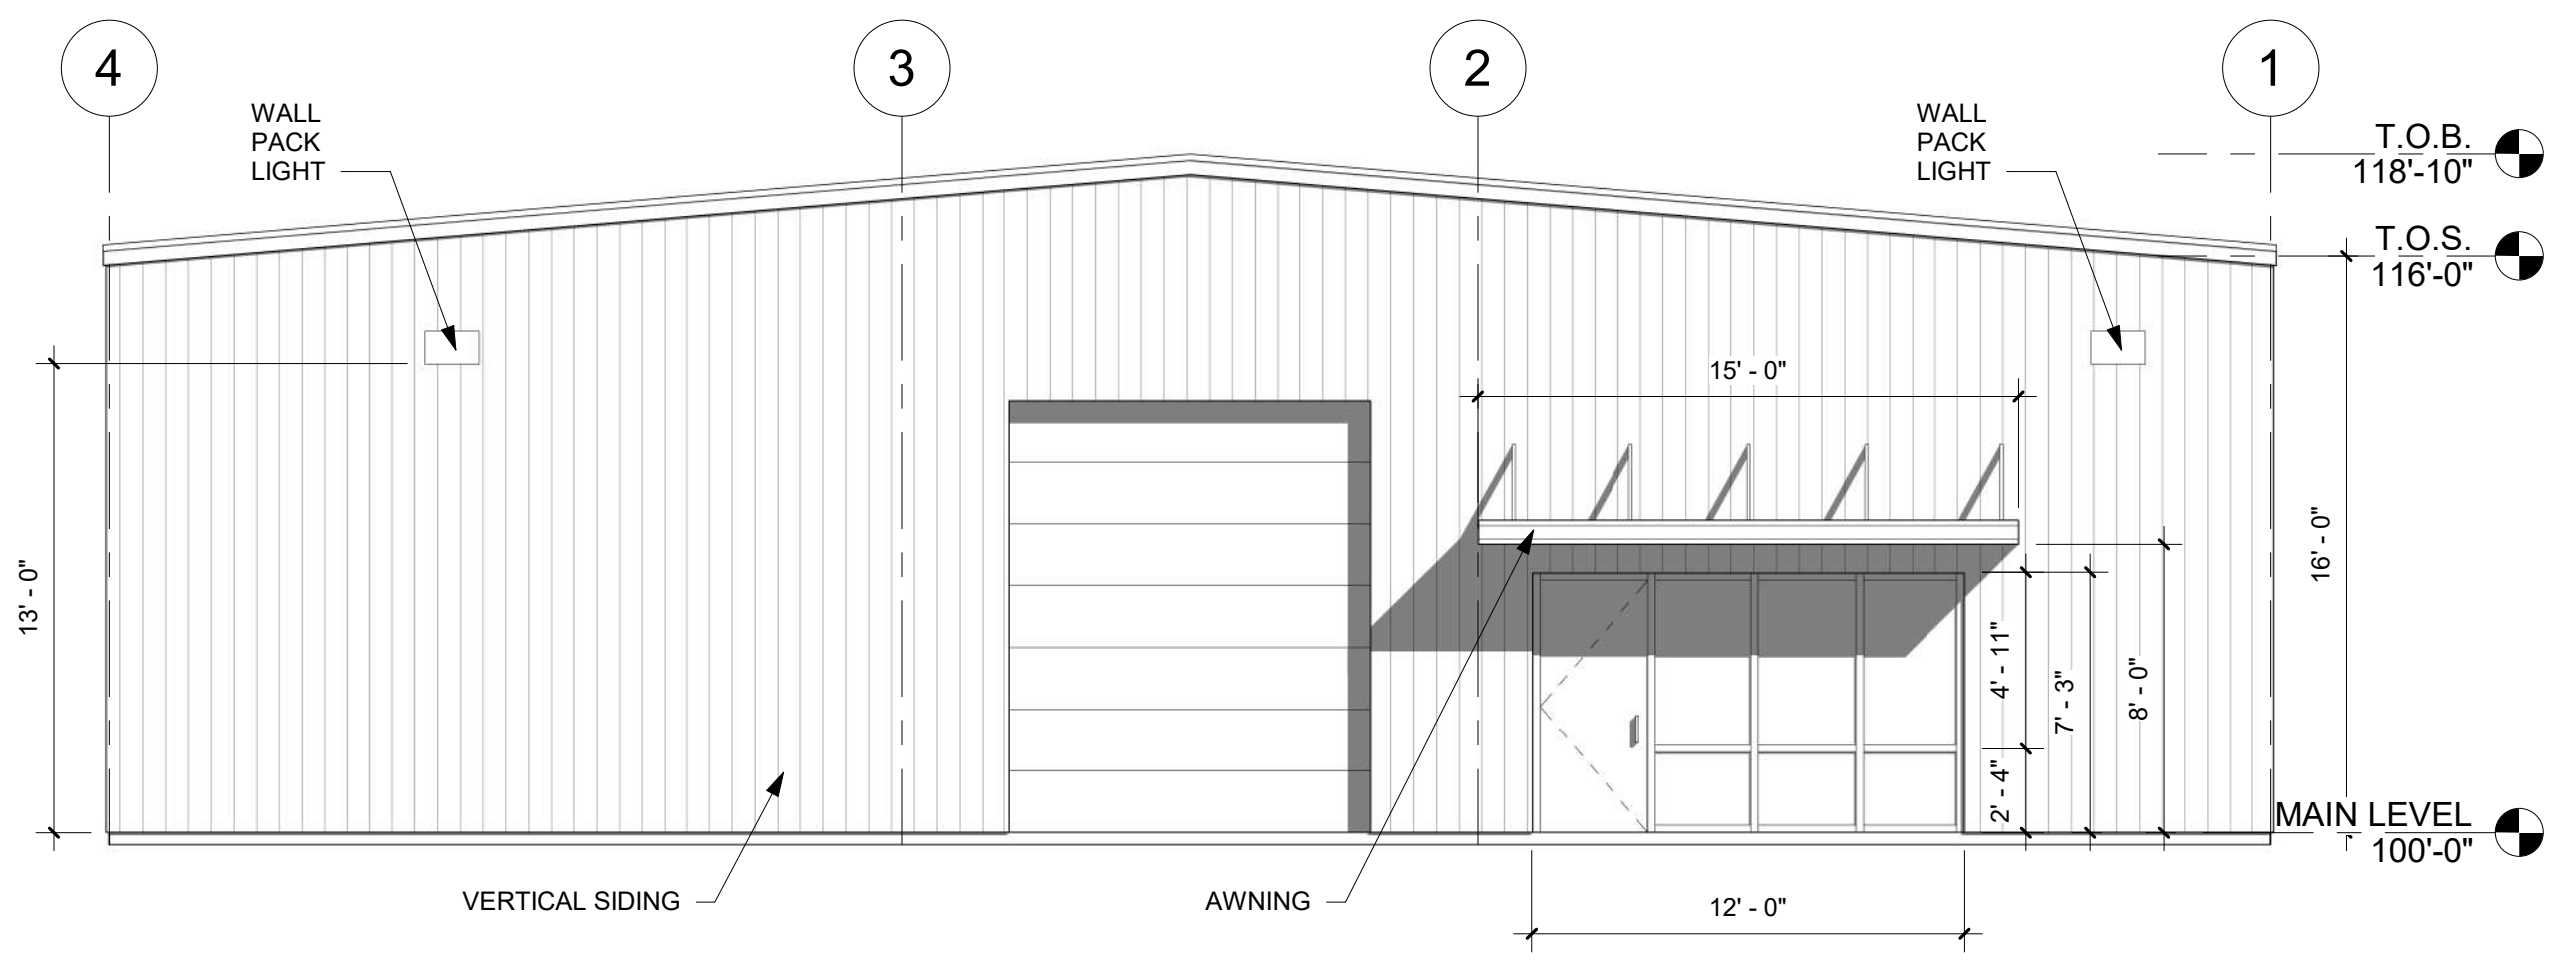 4
3
2
1
WALL
PACK
LIGHT
WALL
PACK
LIGHT
T.O.B.
118'-10"
T.O.S.
116'-0"
15' - 0"
13' - 0"
16' - 0"
4' - 11"
7' - 3"
8' - 0"
2' - 4"
MAIN LEVEL
100'-0"
VERTICAL SIDING
AWNING
12' - 0"